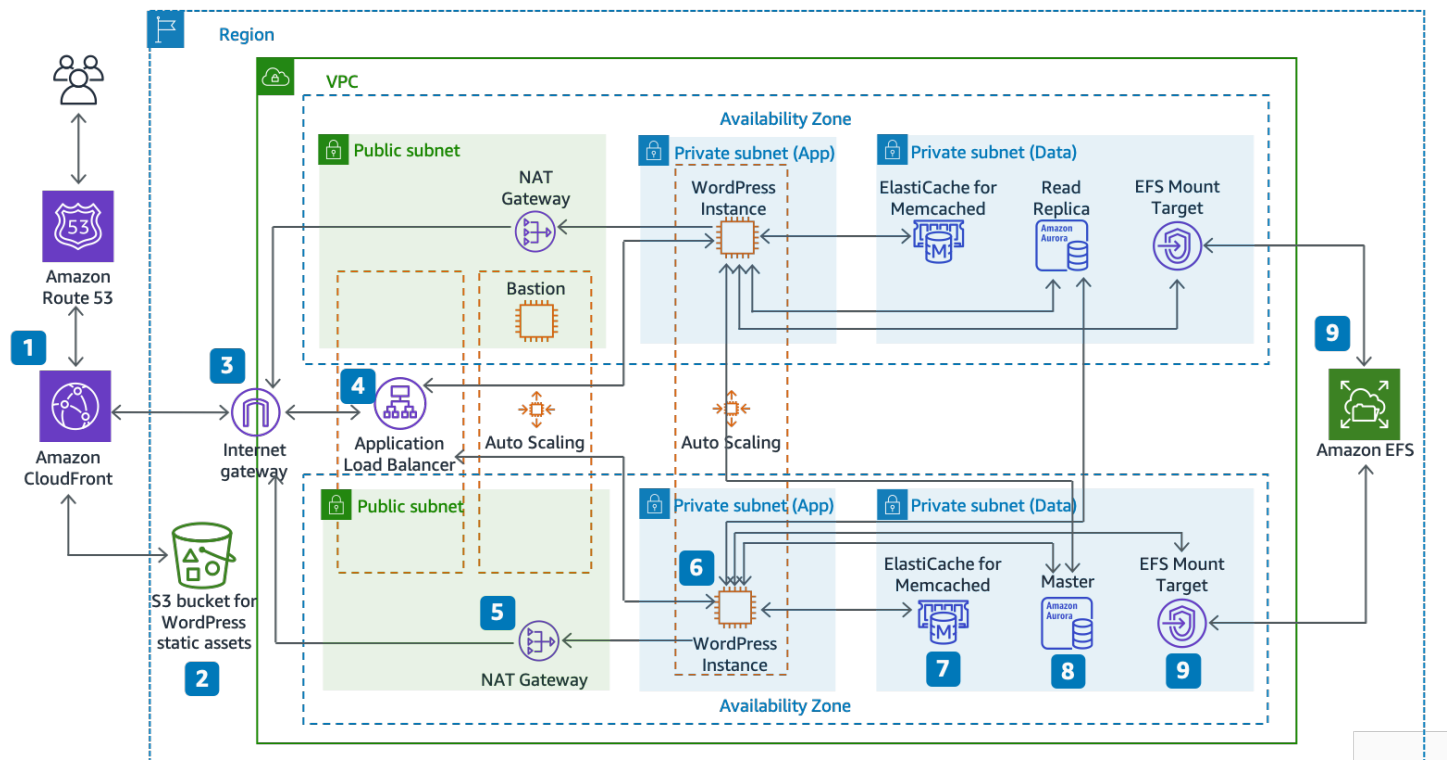 Region
VPC
Availability Zone
Public subnet
Private subnet (App)
Private subnet (Data)
NAT
Gateway
WordPress
Instance
ElastiCache for
Memcached
Read
Replica
Amazon
Aurora
EFS Mount
Target
53
Amazon
Route 53
Bastion
1
3
4
9
Amazon
CloudFront
Internet
gateway
Application
Load Balancer
Auto Scaling
Auto Scaling
Amazon EFS
Public subnet
Private subnet (App)
Private subnet (Data)
S3 bucket for
WordPress
static assets
2
5
NAT Gateway
6
WordPress
Instance
ElastiCache for
Memcached
M
7
Master
Amazon
Aurora
8
EFS Mount
Target
9
Availability Zone
M